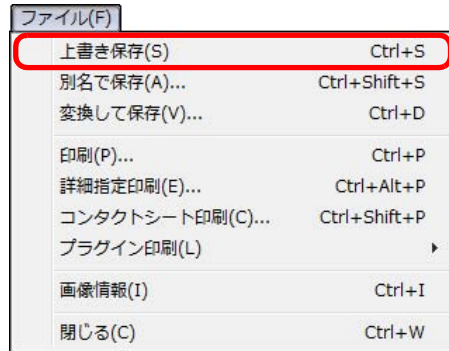 ファイル(F)
上書き保存(S) Ctrl+S
別名で保存(A)... Ctrl+Shift+S
変換して保存(V)... Ctrl+D
印刷(P)... Ctrl+P
詳細指定印刷(E)... Ctrl+Alt+P
コンタクトシート印刷(C)... Ctrl+Shift+P
プラグイン印刷(L)
画像情報(I) Ctrl+I
閉じる(C) Ctrl+W